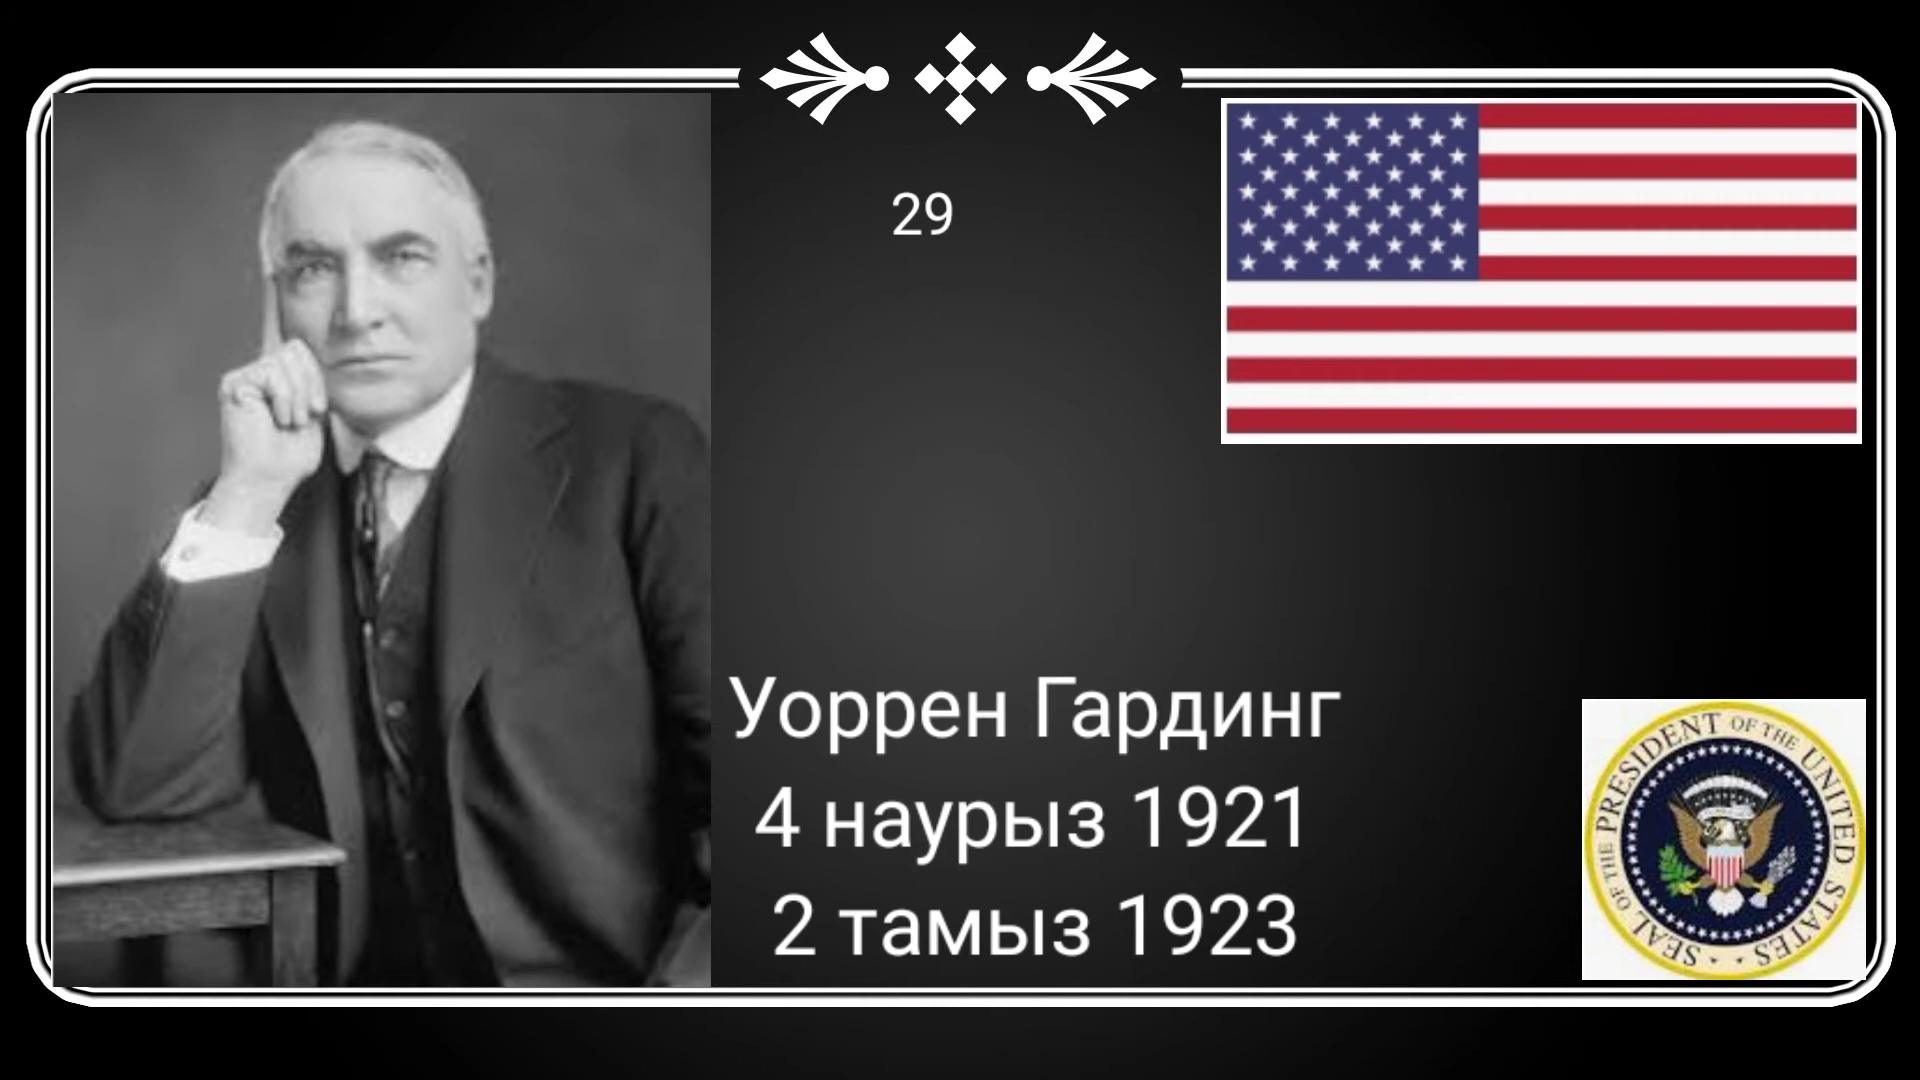 29
Уоррен Гардинг
4 наурыз 1921
2 тамыз 1923
SEAL OF THE PRESIDENT OF THE UNITED STATES